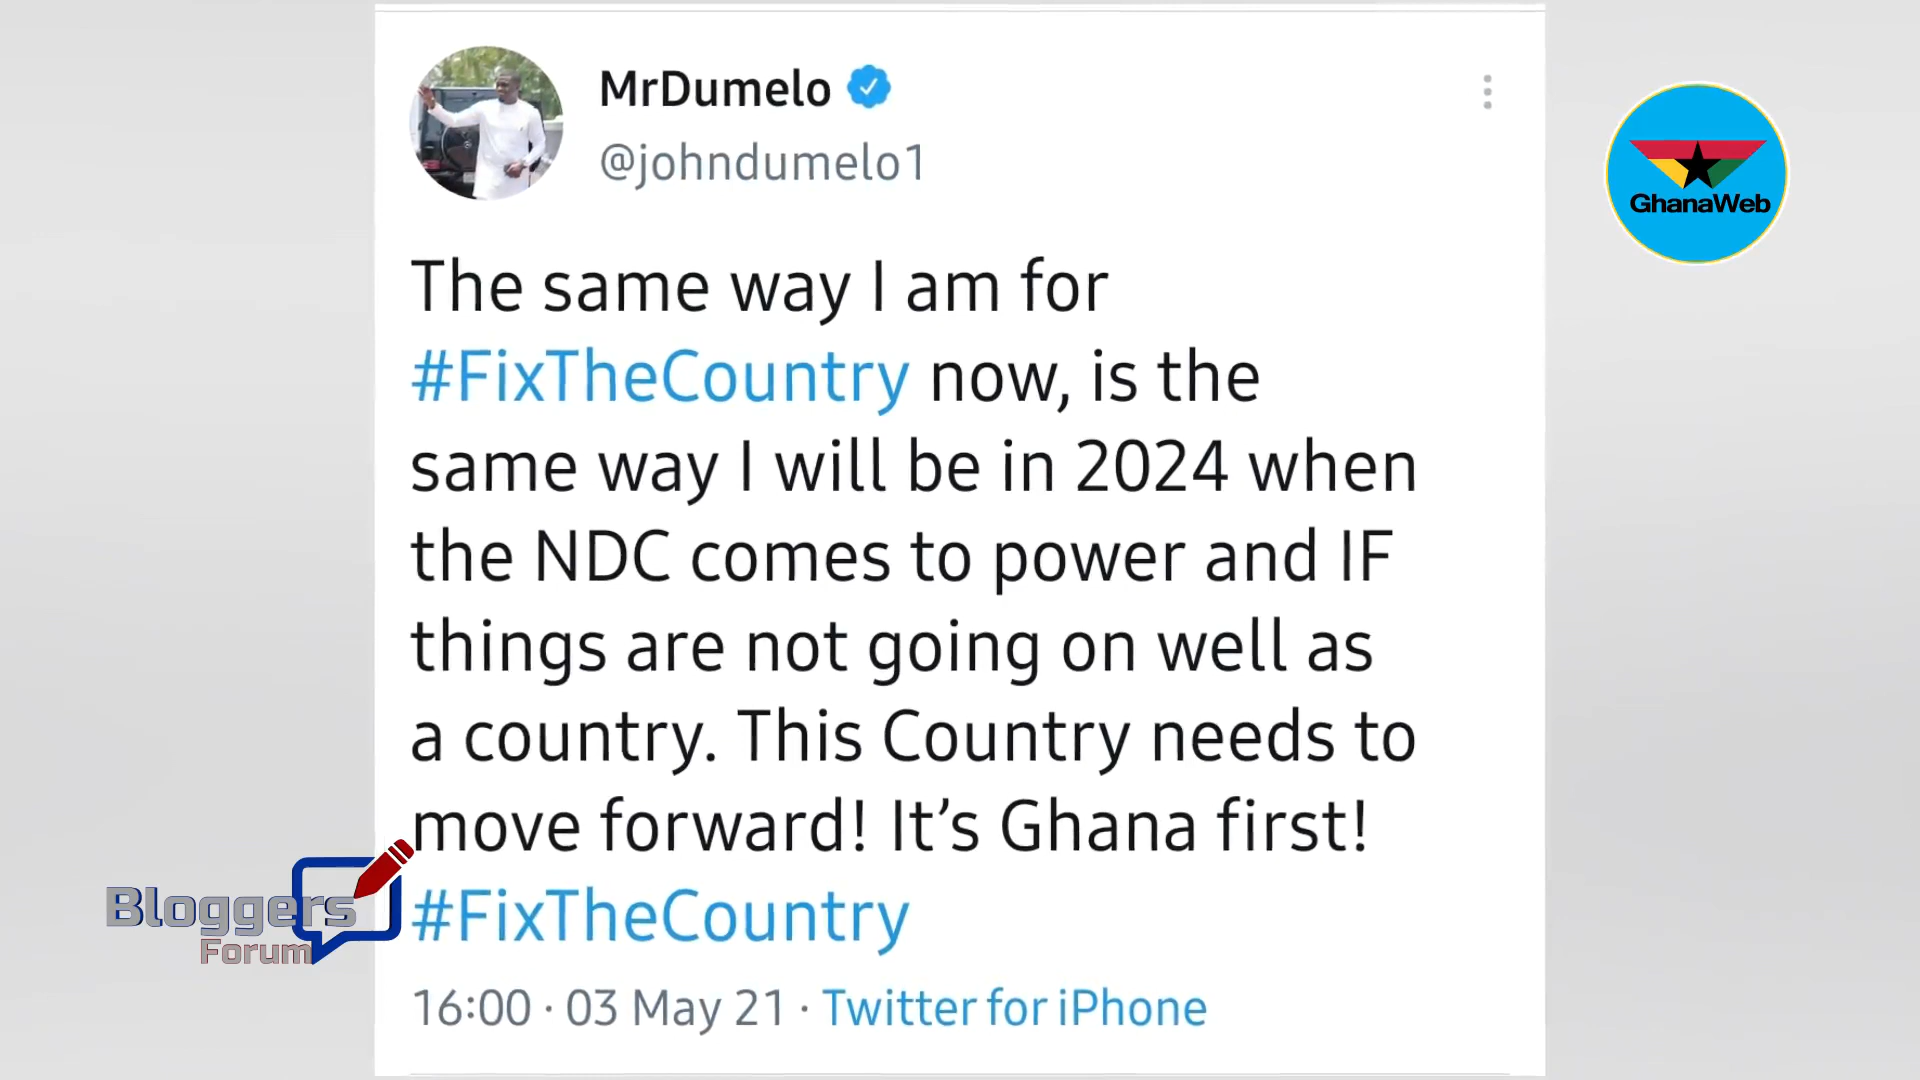 MrDumelo
@johndumelo1
GhanaWeb
The same way I am for
#FixTheCountry now, is the
same way I will be in 2024 when
the NDC comes to power and IF
things are not going on well as
a country. This Country needs to
move forward! It’s Ghana first!
#FixTheCountry
Bloggers
Forum
16:00 · 03 May 21 · Twitter for iPhone